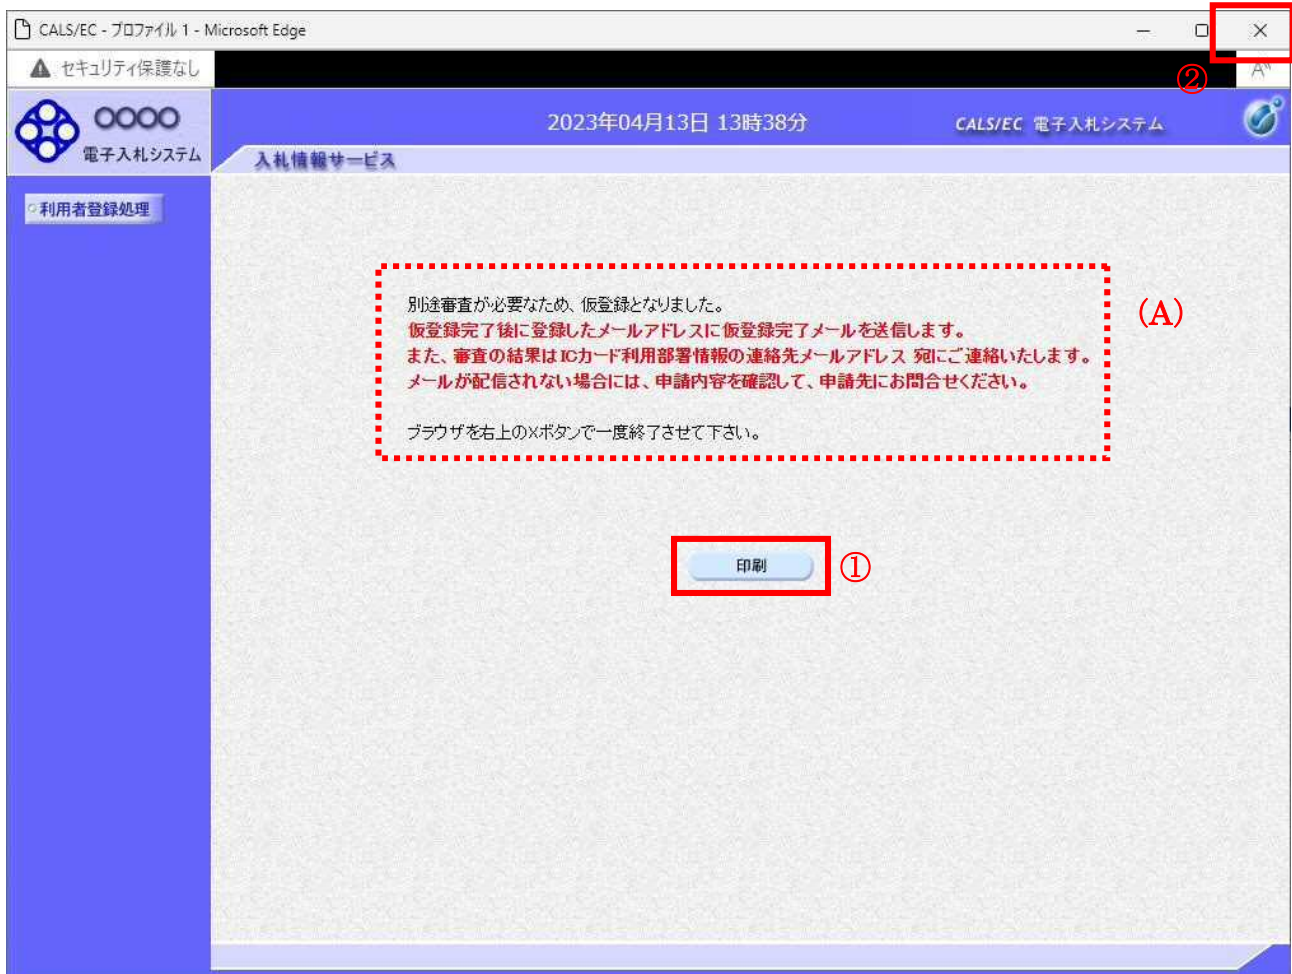 CALS/EC - プロファイル 1 - Microsoft Edge
セキュリティ保護なし
②
OOOO
電子入札システム
2023年04月13日 13時38分
CALS/EC 電子入札システム
入札情報サービス
利用者登録処理
(A)
別途審査が必要なため、仮登録となりました。
仮登録完了後に登録したメールアドレスに仮登録完了メールを送信します。
また、審査の結果はICカード利用部署情報の連絡先メールアドレス 宛にご連絡いたします。
メールが配信されない場合には、申請内容を確認して、申請先にお問合せください。
ブラウザを右上の×ボタンで一度終了させて下さい。
印刷
①